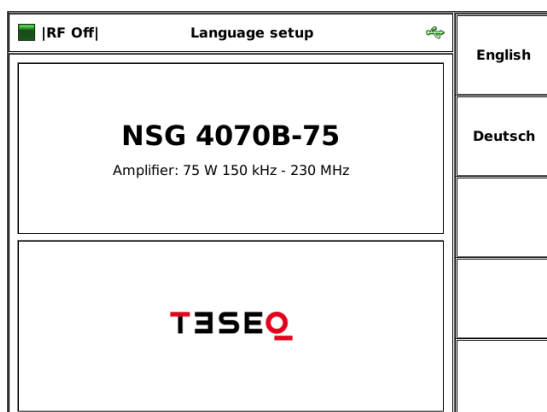 |RF Off|
Language setup
English
NSG 4070B-75
Deutsch
Amplifier: 75 W 150 kHz - 230 MHz
TESEQ